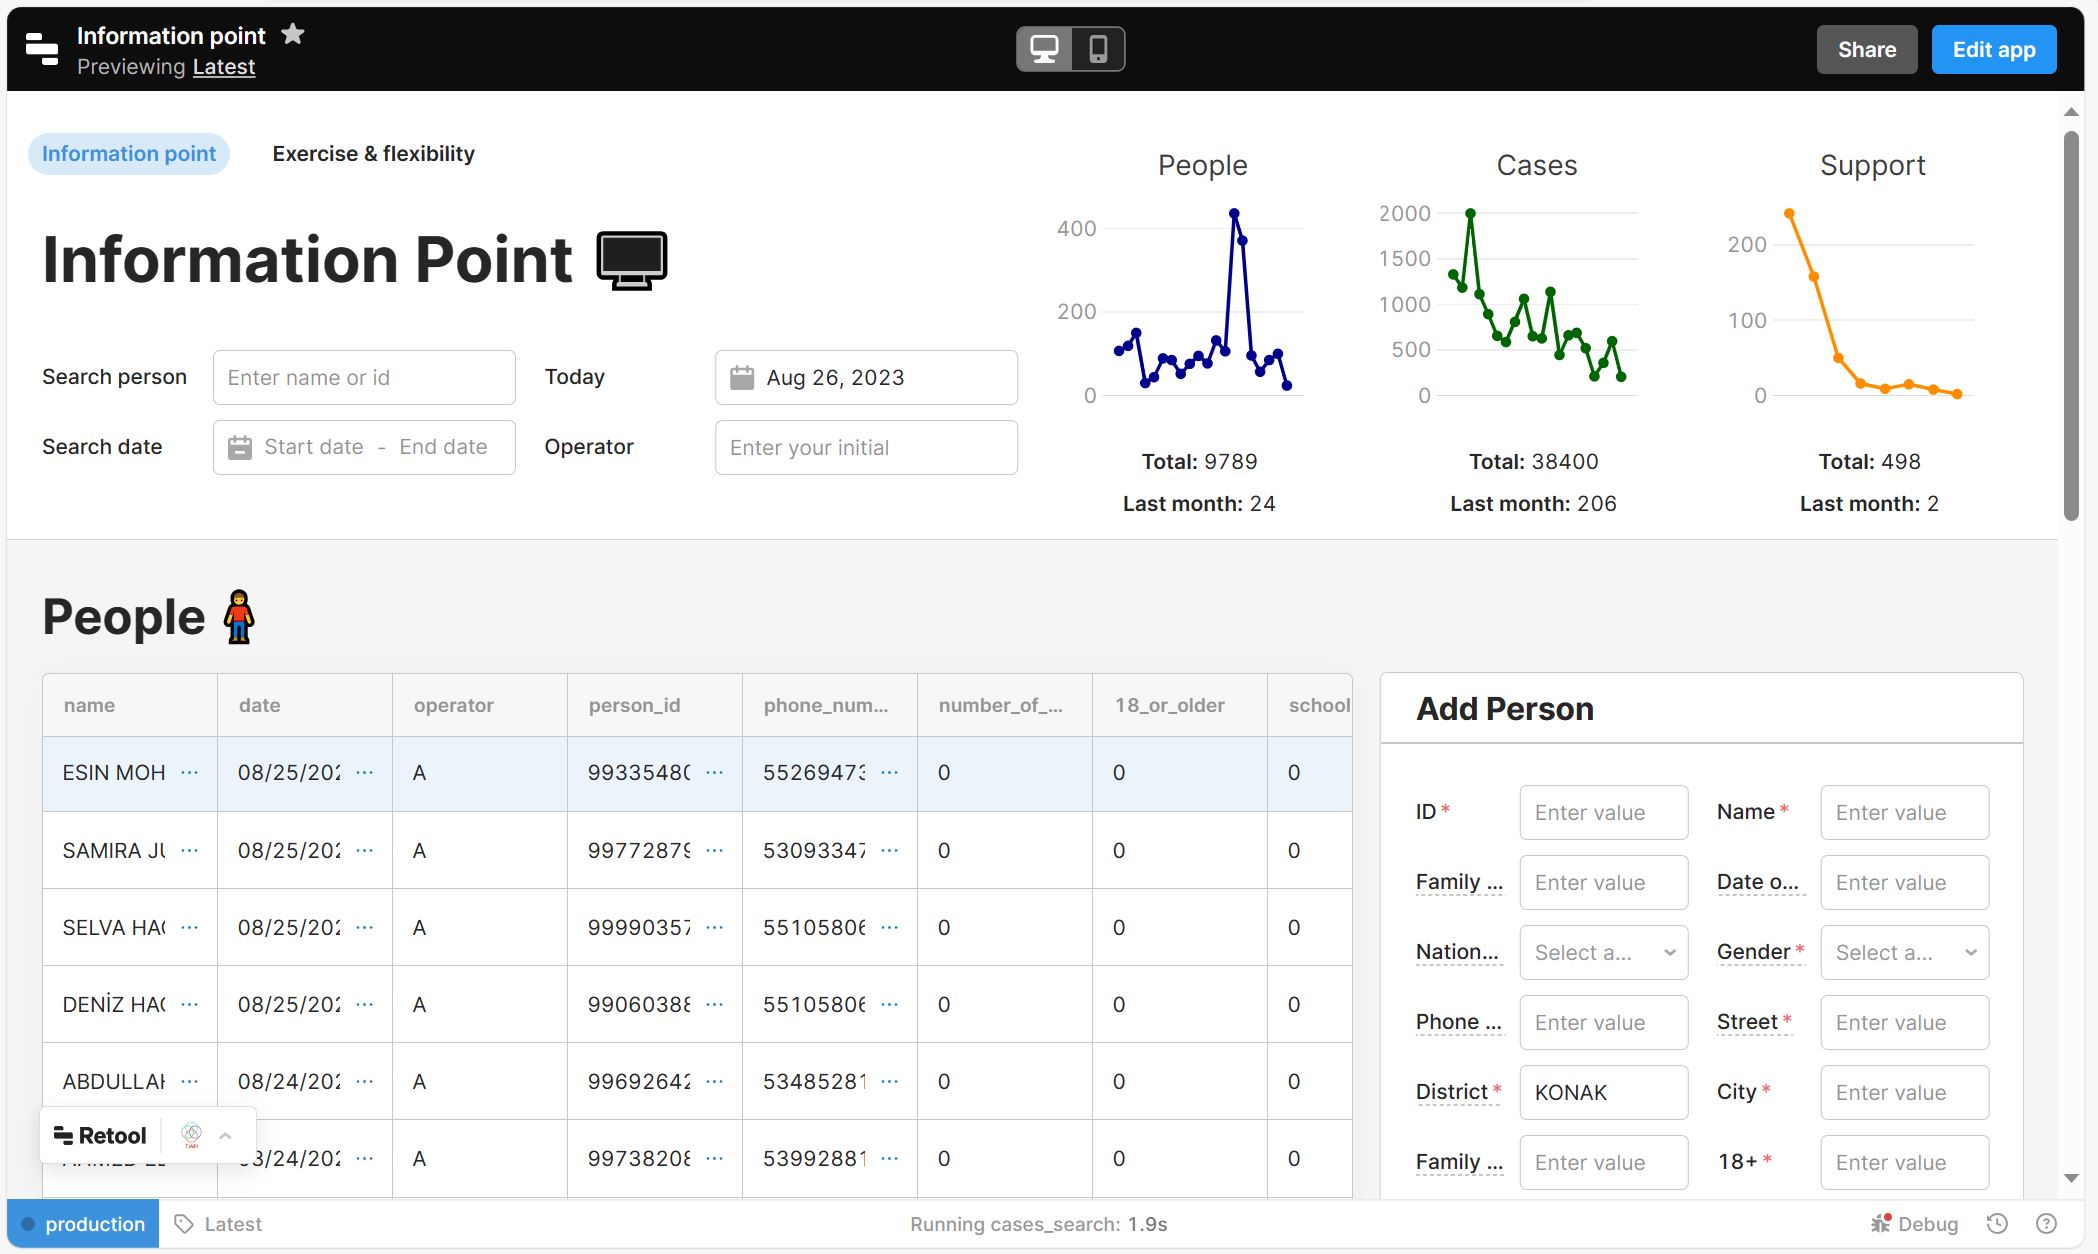 Information point
Previewing Latest
Share
Edit app
Information point
Exercise & flexibility
Information Point
Search person
Enter name or id
Today
Aug 26, 2023
Search date
Start date - End date
Operator
Enter your initial
People
400
200
0
Total: 9789
Last month: 24
Cases
2000
1500
1000
500
0
Total: 38400
Last month: 206
Support
200
100
0
Total: 498
Last month: 2
People
name date operator person_id phone_num... number_of_... 18_or_older school
ESIN MOH ... 08/25/202 ... A 99335480 ... 55269473 ... 0 0 0
SAMIRA JU ... 08/25/202 ... A 99772879 ... 53093347 ... 0 0 0
SELVA HAC ... 08/25/202 ... A 99990357 ... 55105806 ... 0 0 0
DENİZ HAC ... 08/25/202 ... A 99060388 ... 55105806 ... 0 0 0
ABDULLAH ... 08/24/202 ... A 99692642 ... 53485281 ... 0 0 0
08/24/202 ... A 99738208 ... 53992881 ... 0 0 0
Retool
Add Person
ID * Enter value Name * Enter value
Family ... Enter value Date o... Enter value
Nation... Select a... Gender * Select a...
Phone ... Enter value Street * Enter value
District * KONAK City * Enter value
Family ... Enter value 18+ * Enter value
production
Latest
Running cases_search: 1.9s
Debug